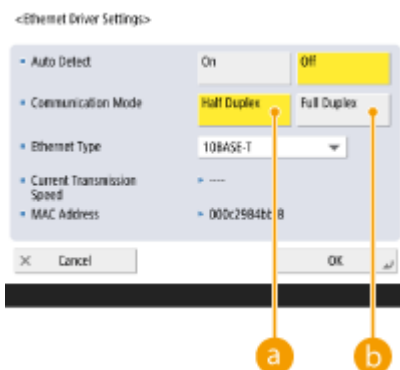 <Ethernet Driver Settings>
Auto Detect On Off
Communication Mode Half Duplex Full Duplex
Ethernet Type 10BASE-T
Current Transmission
Speed ----
MAC Address
× Cancel OK
a b